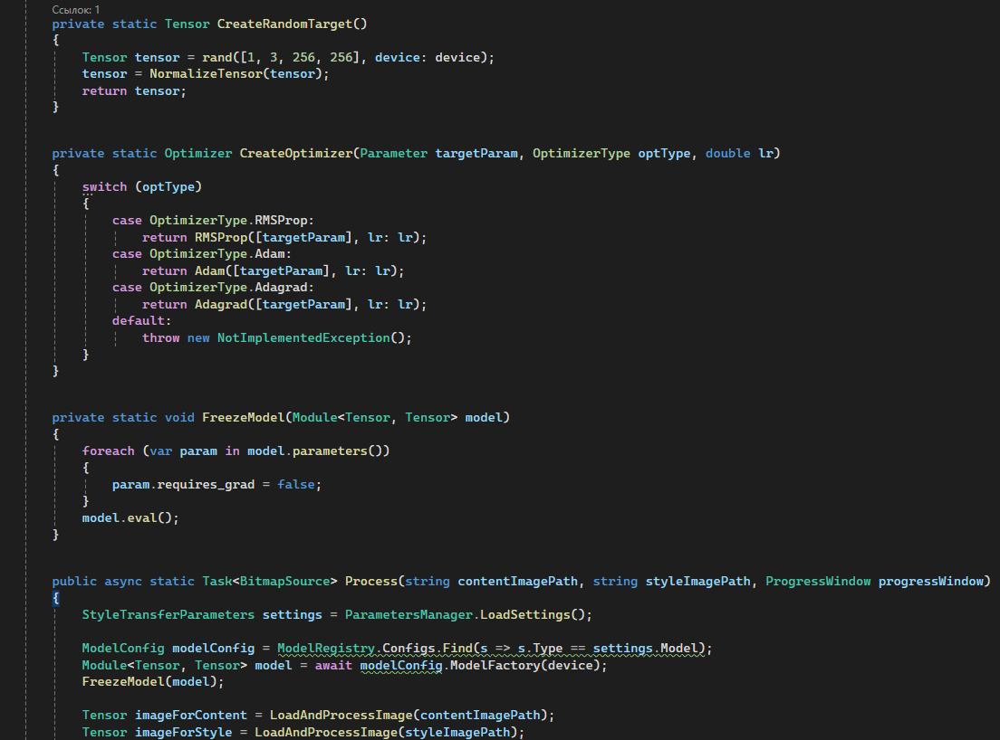 Ссылок: 1
private static Tensor CreateRandomTarget()
{
    Tensor tensor = rand([1, 3, 256, 256], device: device);
    tensor = NormalizeTensor(tensor);
    return tensor;
}
private static Optimizer CreateOptimizer(Parameter targetParam, OptimizerType optType, double lr)
{
    switch (optType)
    {
        case OptimizerType.RMSProp:
            return RMSProp([targetParam], lr: lr);
        case OptimizerType.Adam:
            return Adam([targetParam], lr: lr);
        case OptimizerType.Adagrad:
            return Adagrad([targetParam], lr: lr);
        default:
            throw new NotImplementedException();
    }
}
private static void FreezeModel(Module<Tensor, Tensor> model)
{
    foreach (var param in model.parameters())
    {
        param.requires_grad = false;
    }
    model.eval();
}
public async static Task<BitmapSource> Process(string contentImagePath, string styleImagePath, ProgressWindow progressWindow)
{
    StyleTransferParameters settings = ParametersManager.LoadSettings();
    ModelConfig modelConfig = ModelRegistry.Configs.Find(s => s.Type == settings.Model);
    Module<Tensor, Tensor> model = await modelConfig.ModelFactory(device);
    FreezeModel(model);
    Tensor imageForContent = LoadAndProcessImage(contentImagePath);
    Tensor imageForStyle = LoadAndProcessImage(styleImagePath);